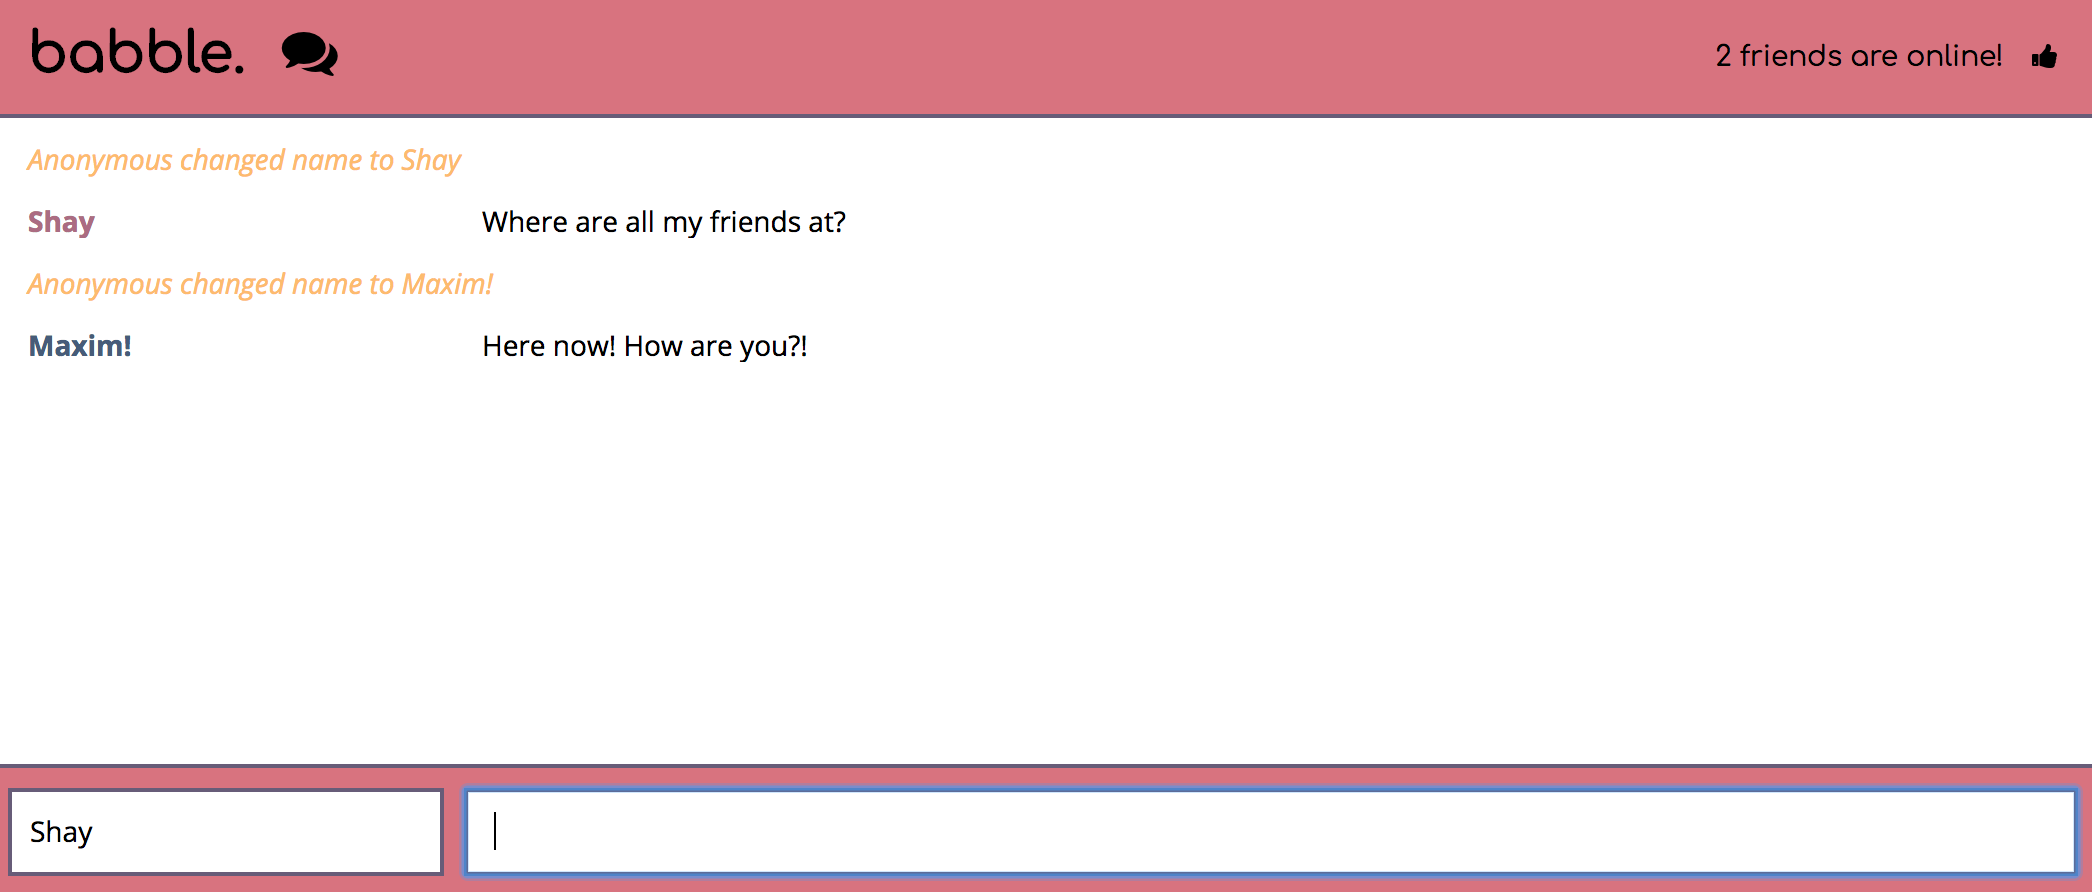 babble.
2 friends are online!
Anonymous changed name to Shay
Shay Where are all my friends at?
Anonymous changed name to Maxim!
Maxim! Here now! How are you?!
Shay